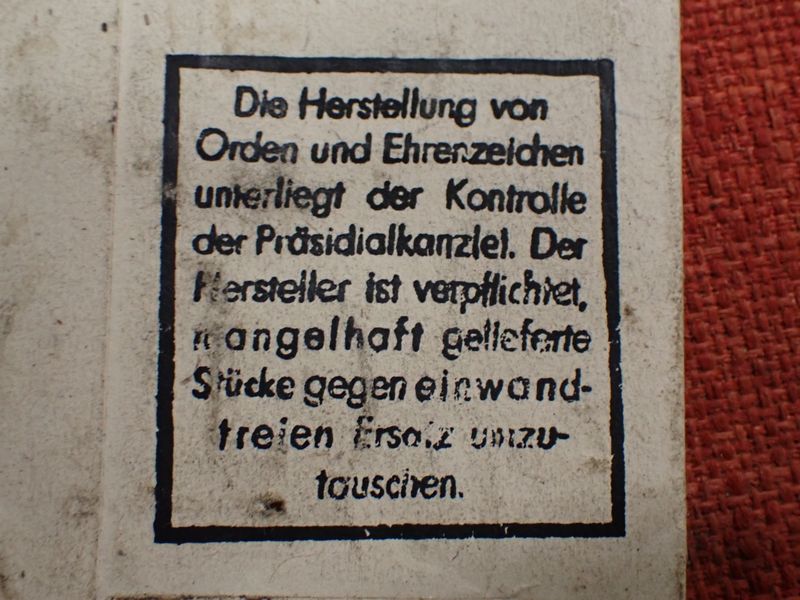 Die Herstellung von
Orden und Ehrenzeichen
unterliegt der Kontrolle
der Präsidialkanzlei. Der
Hersteller ist verpflichtet,
mangelhaft gelieferte
Stücke gegen einwand-
freien Ersatz umzu-
tauschen.